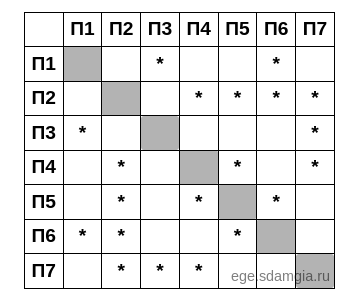 П1 П2 П3 П4 П5 П6 П7
П1 * *
П2 * * * *
П3 * *
П4 * * *
П5 * * *
П6 * * *
П7 * * *
ege.sdamgia.ru